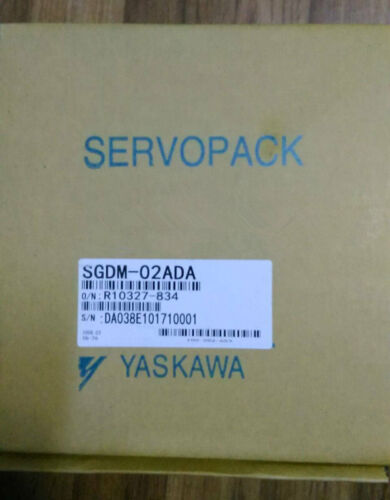 SERVOPACK
SGDM-02ADA
O/N: R10327-834
S/N :DA038E101710001
YASKAWA